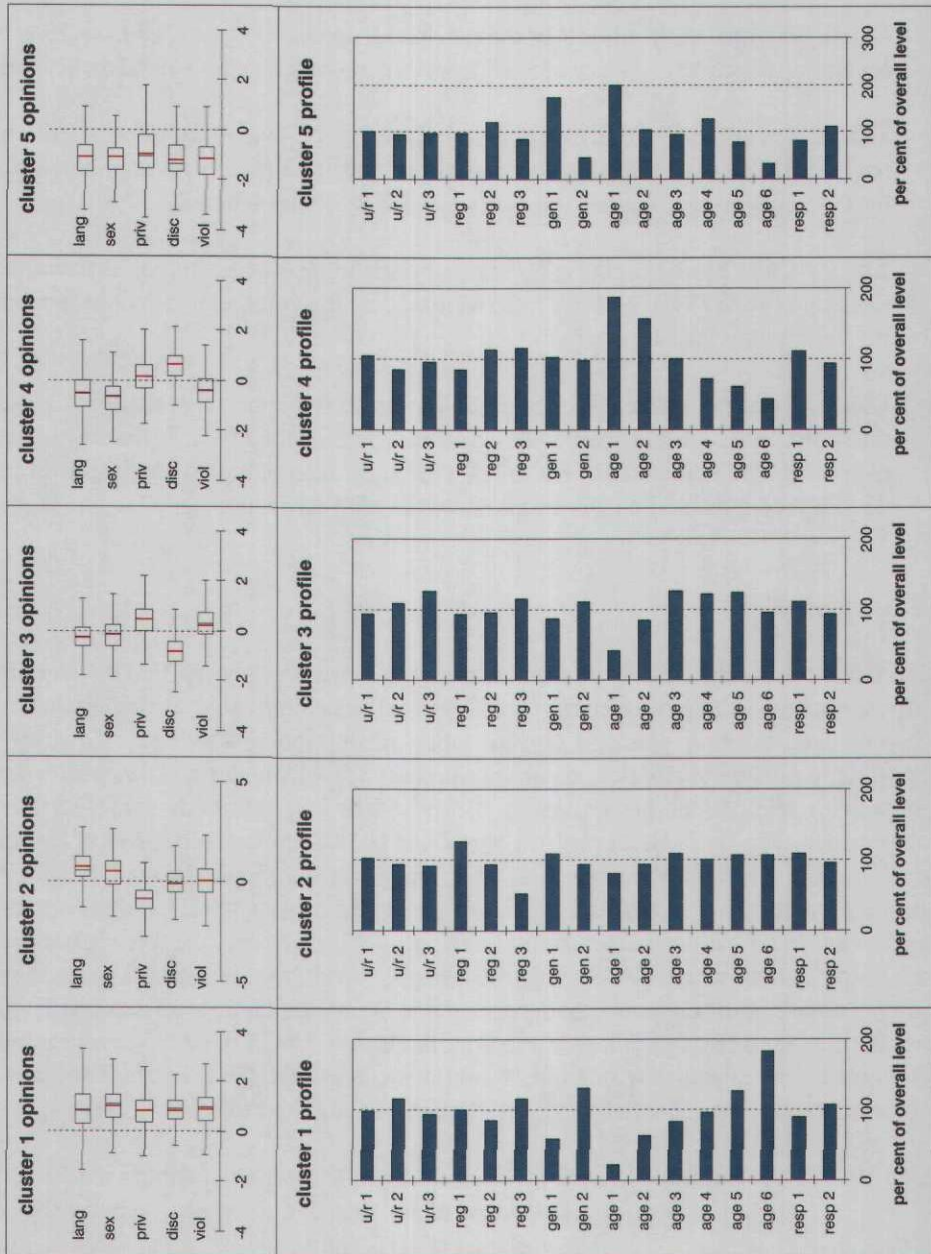 cluster 1 opinions
lang
sex
priv
disc
viol
-4 -2 0 2 4
cluster 2 opinions
lang
sex
priv
disc
viol
-5 0 5
cluster 3 opinions
lang
sex
priv
disc
viol
-4 -2 0 2 4
cluster 4 opinions
lang
sex
priv
disc
viol
-4 -2 0 2 4
cluster 5 opinions
lang
sex
priv
disc
viol
-4 -2 0 2 4
cluster 1 profile
u/r 1
u/r 2
u/r 3
reg 1
reg 2
reg 3
gen 1
gen 2
age 1
age 2
age 3
age 4
age 5
age 6
resp 1
resp 2
0 100 200
per cent of overall level
cluster 2 profile
u/r 1
u/r 2
u/r 3
reg 1
reg 2
reg 3
gen 1
gen 2
age 1
age 2
age 3
age 4
age 5
age 6
resp 1
resp 2
0 100 200
per cent of overall level
cluster 3 profile
u/r 1
u/r 2
u/r 3
reg 1
reg 2
reg 3
gen 1
gen 2
age 1
age 2
age 3
age 4
age 5
age 6
resp 1
resp 2
0 100 200
per cent of overall level
cluster 4 profile
u/r 1
u/r 2
u/r 3
reg 1
reg 2
reg 3
gen 1
gen 2
age 1
age 2
age 3
age 4
age 5
age 6
resp 1
resp 2
0 100 200
per cent of overall level
cluster 5 profile
u/r 1
u/r 2
u/r 3
reg 1
reg 2
reg 3
gen 1
gen 2
age 1
age 2
age 3
age 4
age 5
age 6
resp 1
resp 2
0 100 200 300
per cent of overall level